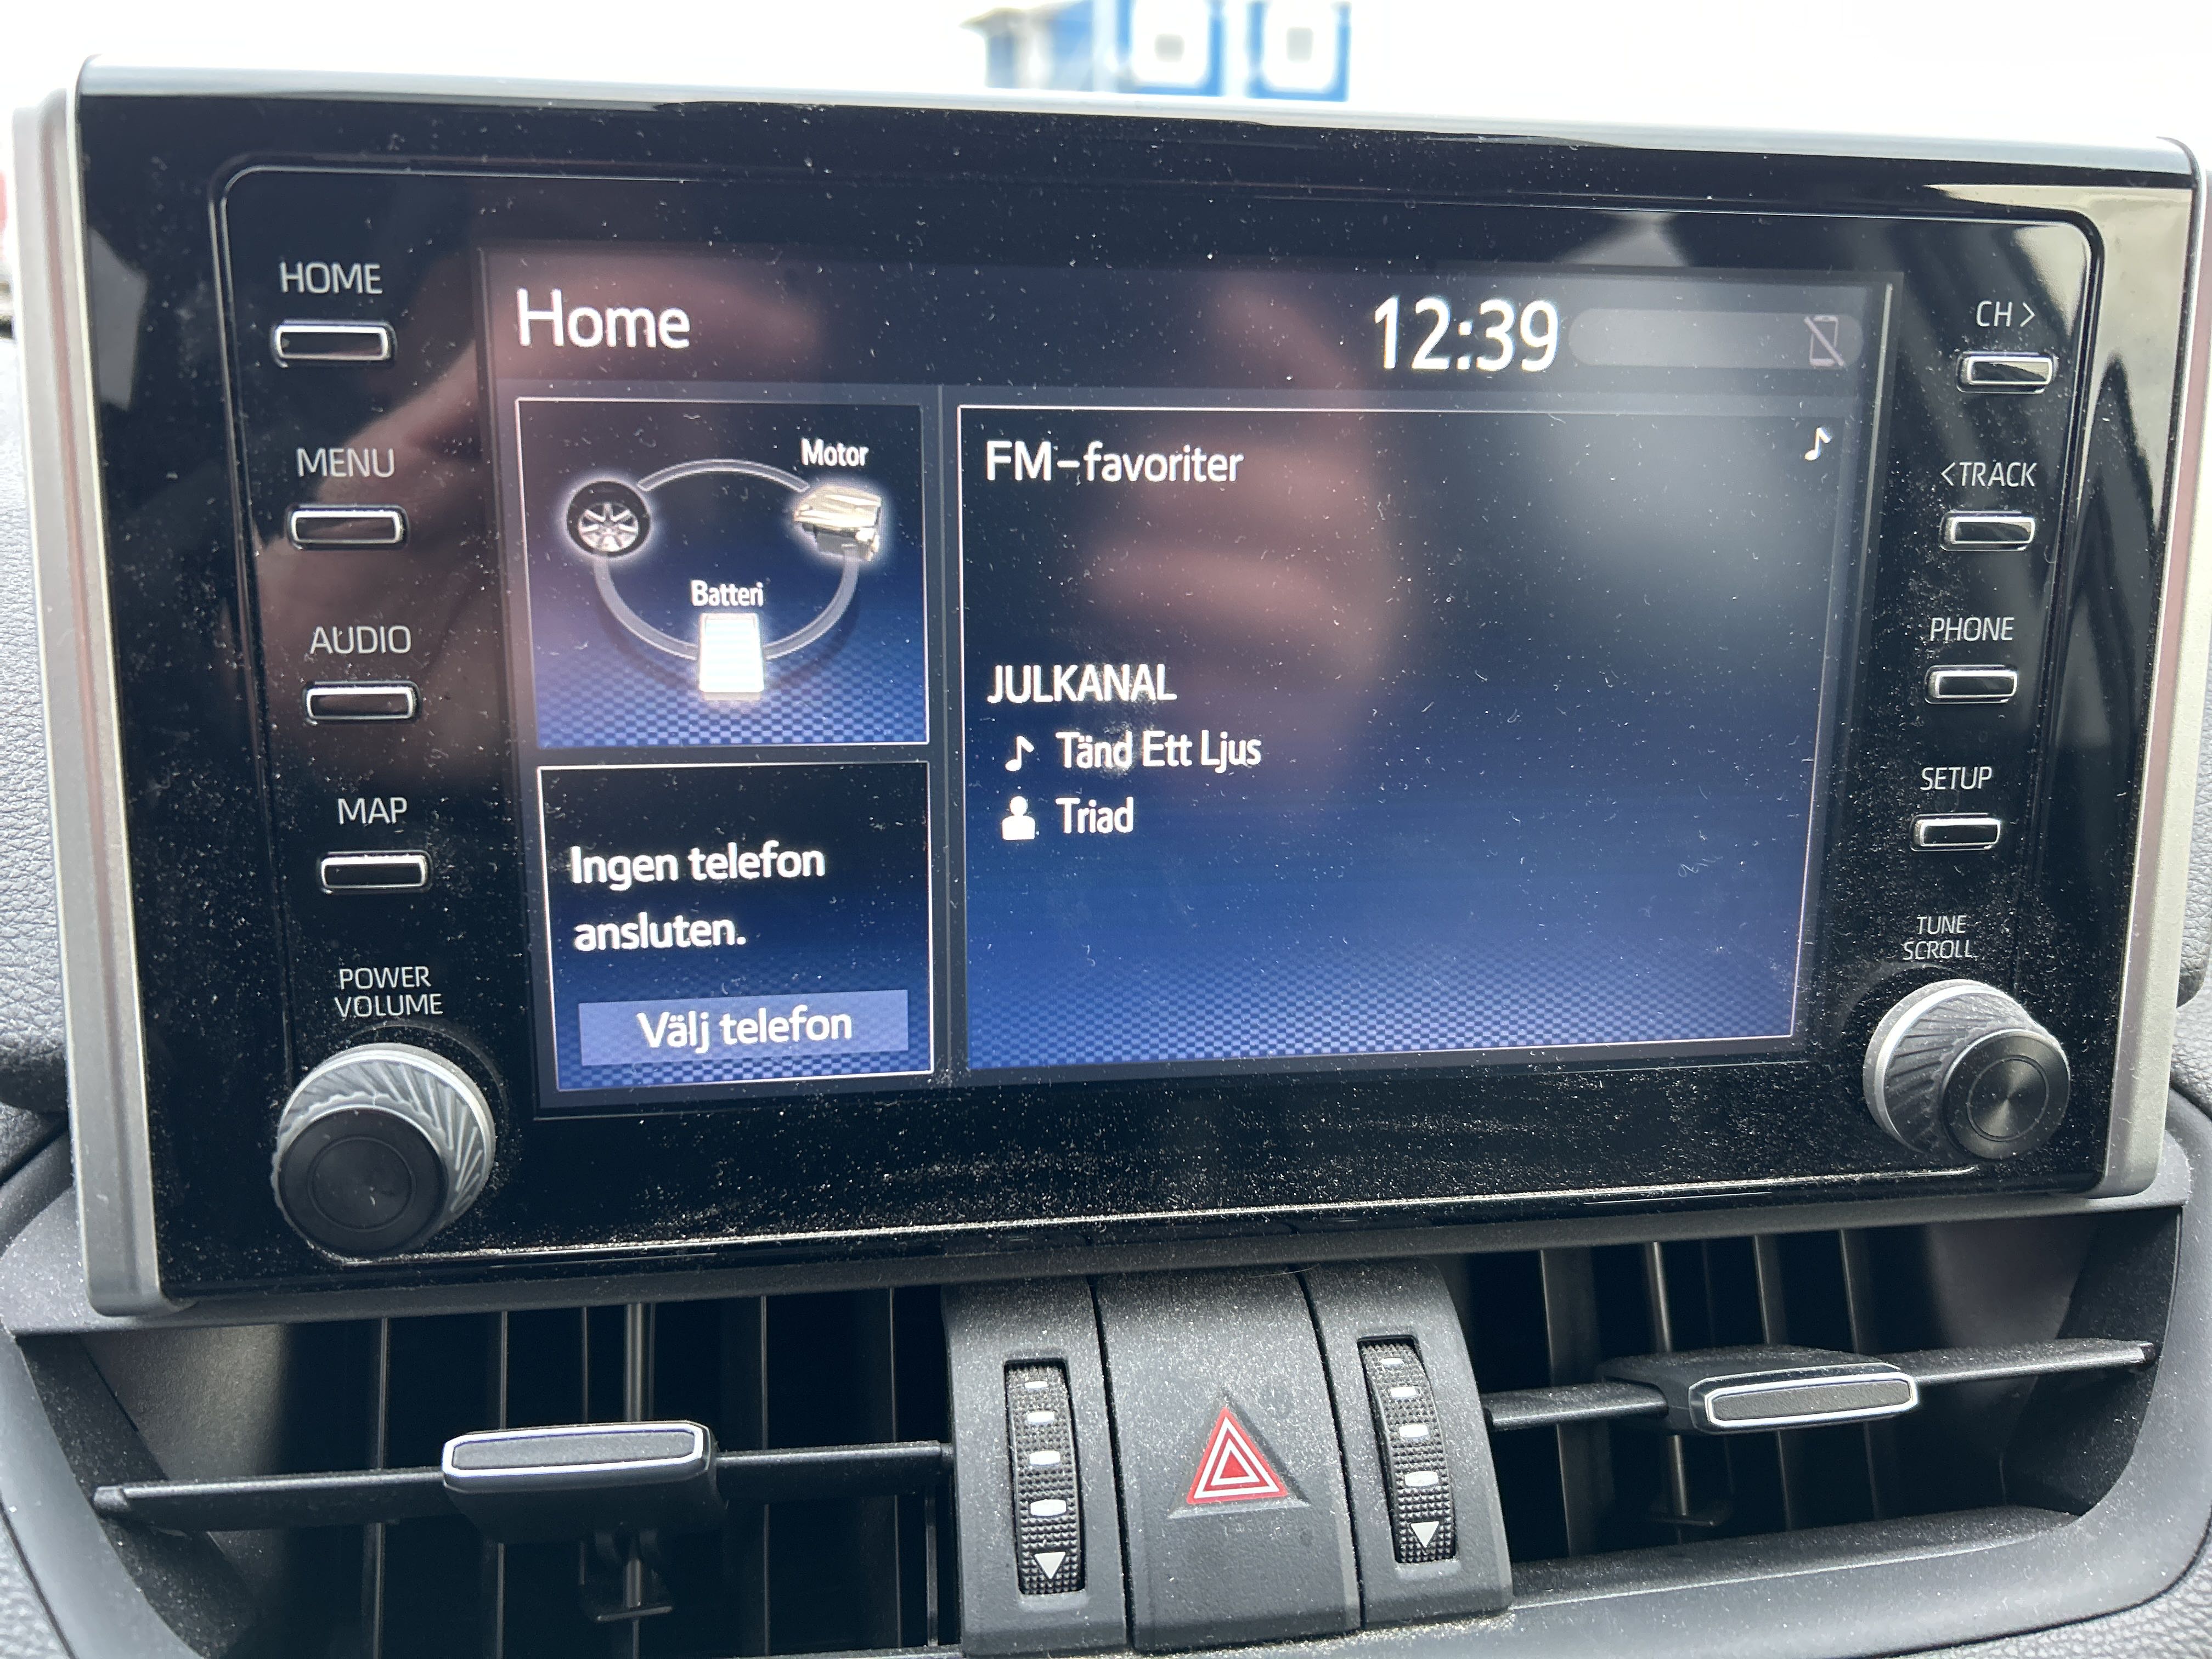 HOME
MENU
AUDIO
MAP
POWER
VOLUME
Home
12:39
Motor
Batteri
Ingen telefon
ansluten.
Välj telefon
FM-favoriter
JULKANAL
Tänd Ett Ljus
Triad
CH >
<TRACK
PHONE
SETUP
TUNE
SCROLL